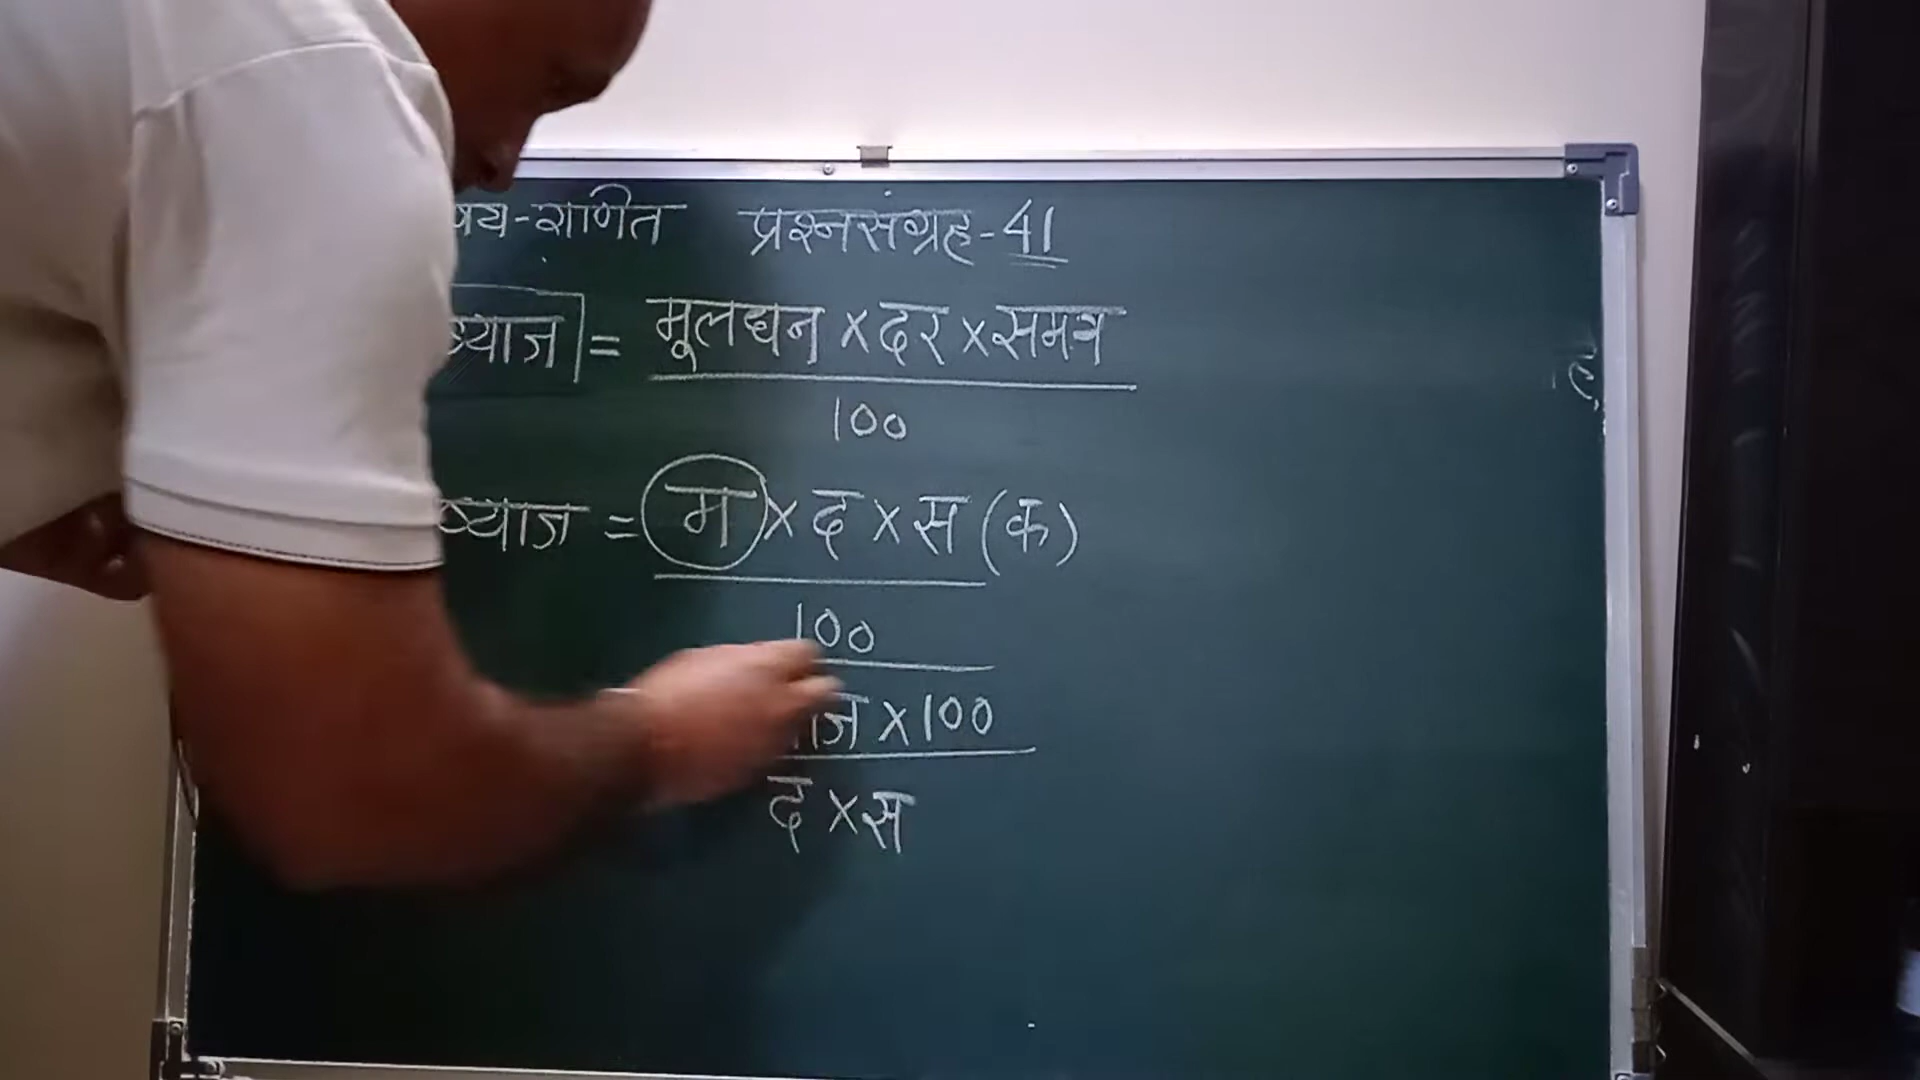 -गणित प्रश्नसंग्रह-41
ब्याज = मूलधन × दर × समय
100
ब्याज = म × द × स (क)
100
× 100
द × स